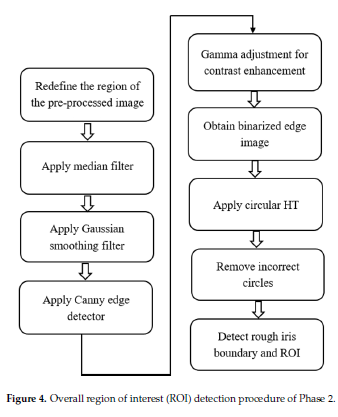 Redefine the region of
the pre-processed image
Apply median filter
Apply Gaussian
smoothing filter
Apply Canny edge
detector
Gamma adjustment for
contrast enhancement
Obtain binarized edge
image
Apply circular HT
Remove incorrect
circles
Detect rough iris
boundary and ROI
Figure 4. Overall region of interest (ROI) detection procedure of Phase 2.